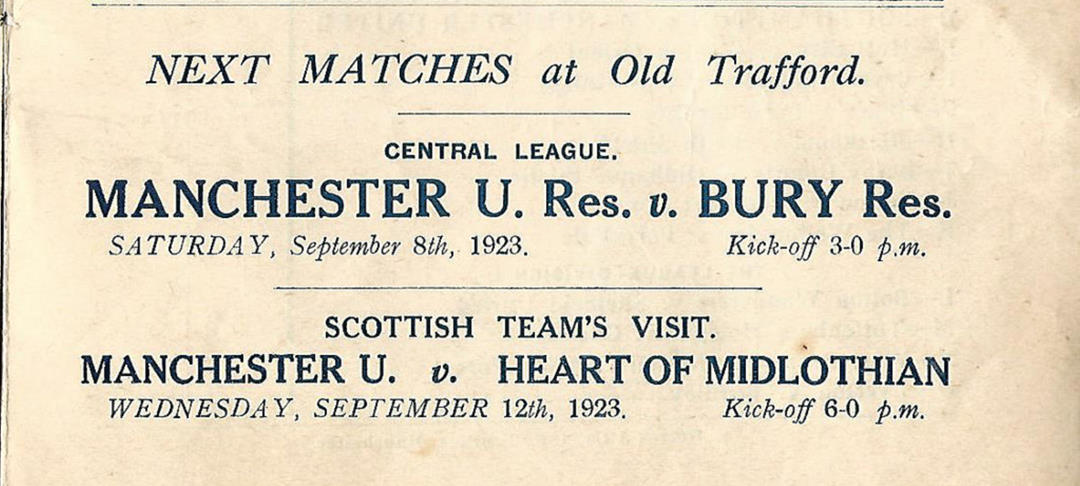 NEXT MATCHES at Old Trafford.
CENTRAL LEAGUE.
MANCHESTER U. Res. v. BURY Res.
SATURDAY, September 8th, 1923. Kick-off 3-0 p.m.
SCOTTISH TEAM'S VISIT.
MANCHESTER U. v. HEART OF MIDLOTHIAN
WEDNESDAY, SEPTEMBER 12th, 1923. Kick-off 6-0 p.m.